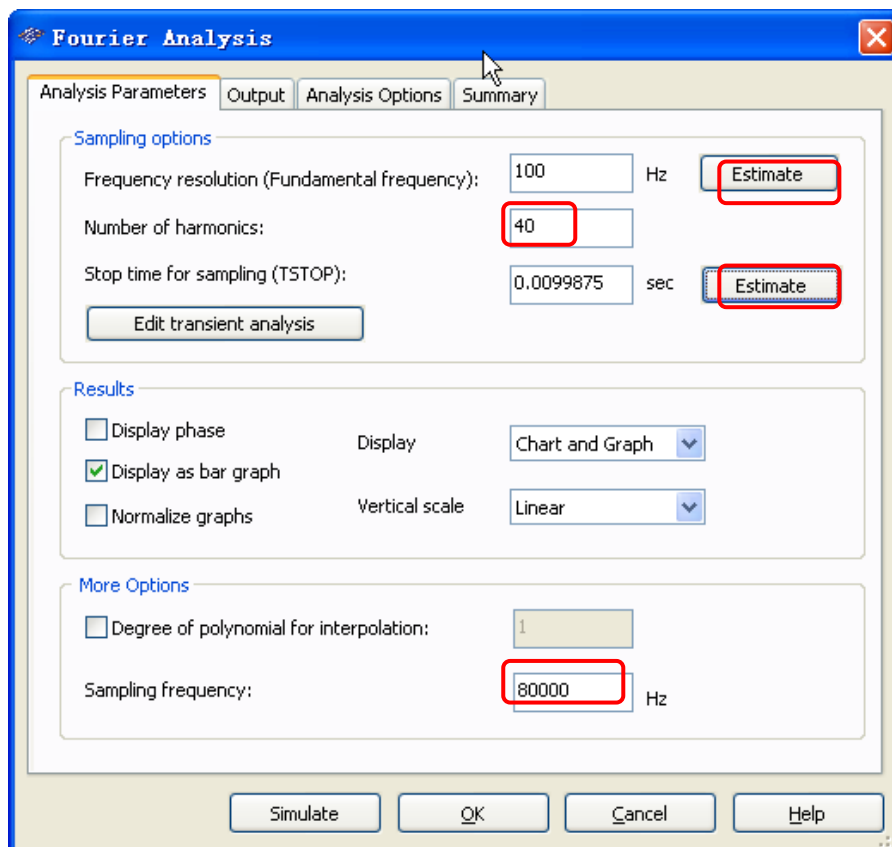 Fourier Analysis
Analysis Parameters Output Analysis Options Summary
Sampling options
Frequency resolution (Fundamental frequency): 100 Hz Estimate
Number of harmonics: 40
Stop time for sampling (TSTOP): 0.0099875 sec Estimate
Edit transient analysis
Results
Display phase
Display Chart and Graph
Display as bar graph
Vertical scale Linear
Normalize graphs
More Options
Degree of polynomial for interpolation: 1
Sampling frequency: 80000 Hz
Simulate OK Cancel Help